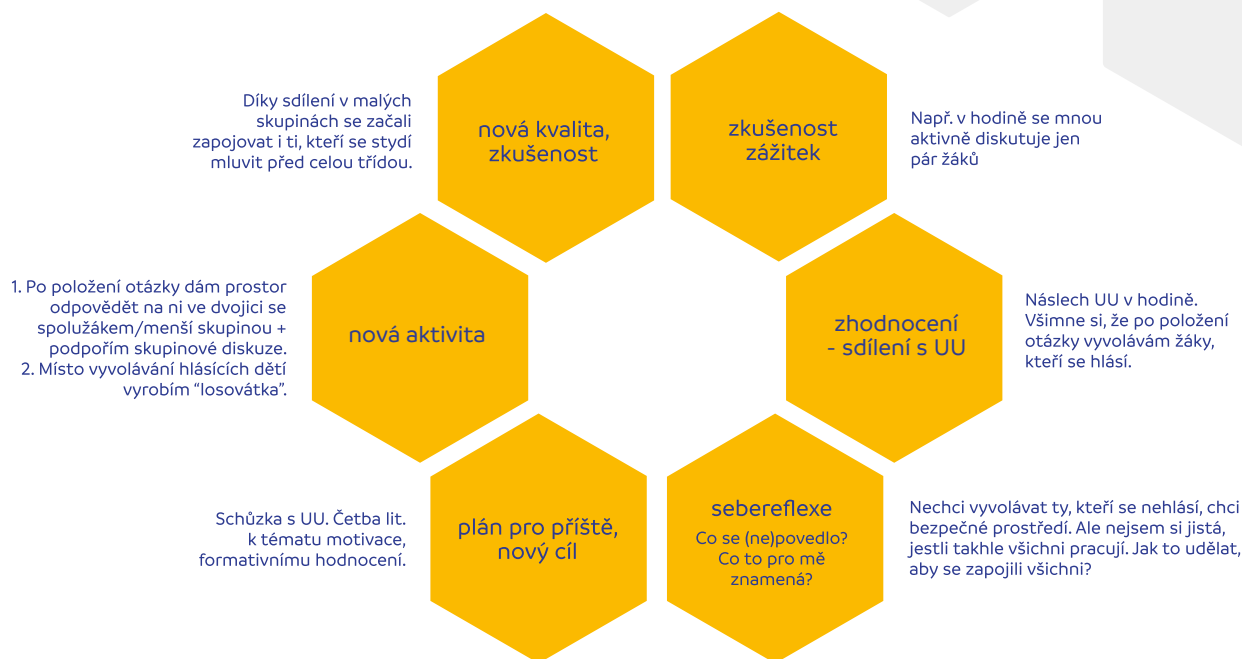 Díky sdílení v malých
skupinách se začali
zapojovat i ti, kteří se stydí
mluvit před celou třídou.
nová kvalita,
zkušenost
zkušenost
zážitek
Např. v hodině se mnou
aktivně diskutuje jen
pár žáků
1. Po položení otázky dám prostor
odpovědět na ni ve dvojici se
spolužákem/menší skupinou +
podpořím skupinové diskuze.
2. Místo vyvolávání hlásících dětí
vyrobím “losovátka”.
nová aktivita
zhodnocení
- sdílení s UU
Náslech UU v hodině.
Všimne si, že po položení
otázky vyvolávám žáky,
kteří se hlásí.
Schůzka s UU. Četba lit.
k tématu motivace,
formativnímu hodnocení.
plán pro příště,
nový cíl
sebereflexe
Co se (ne)povedlo?
Co to pro mě
znamená?
Nechci vyvolávat ty, kteří se nehlásí, chci
bezpečné prostředí. Ale nejsem si jistá,
jestli takhle všichni pracují. Jak to udělat,
aby se zapojili všichni?